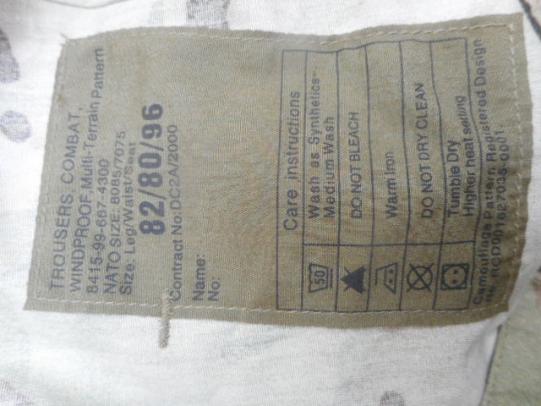 TROUSERS, COMBAT,
WINDPROOF, Multi-Terrain Pattern
8415-99-687-4300
NATO SIZE: 8085/7075
Size: Leg/Waist/Seat
82/80/96
Contract No: DC2A/2000
Name:
No:
Care instructions
50 Wash as Synthetics-
Medium Wash
DO NOT BLEACH
Warm Iron
DO NOT DRY CLEAN
Tumble Dry
Higher heat setting
Camouflage Pattern Registered Design